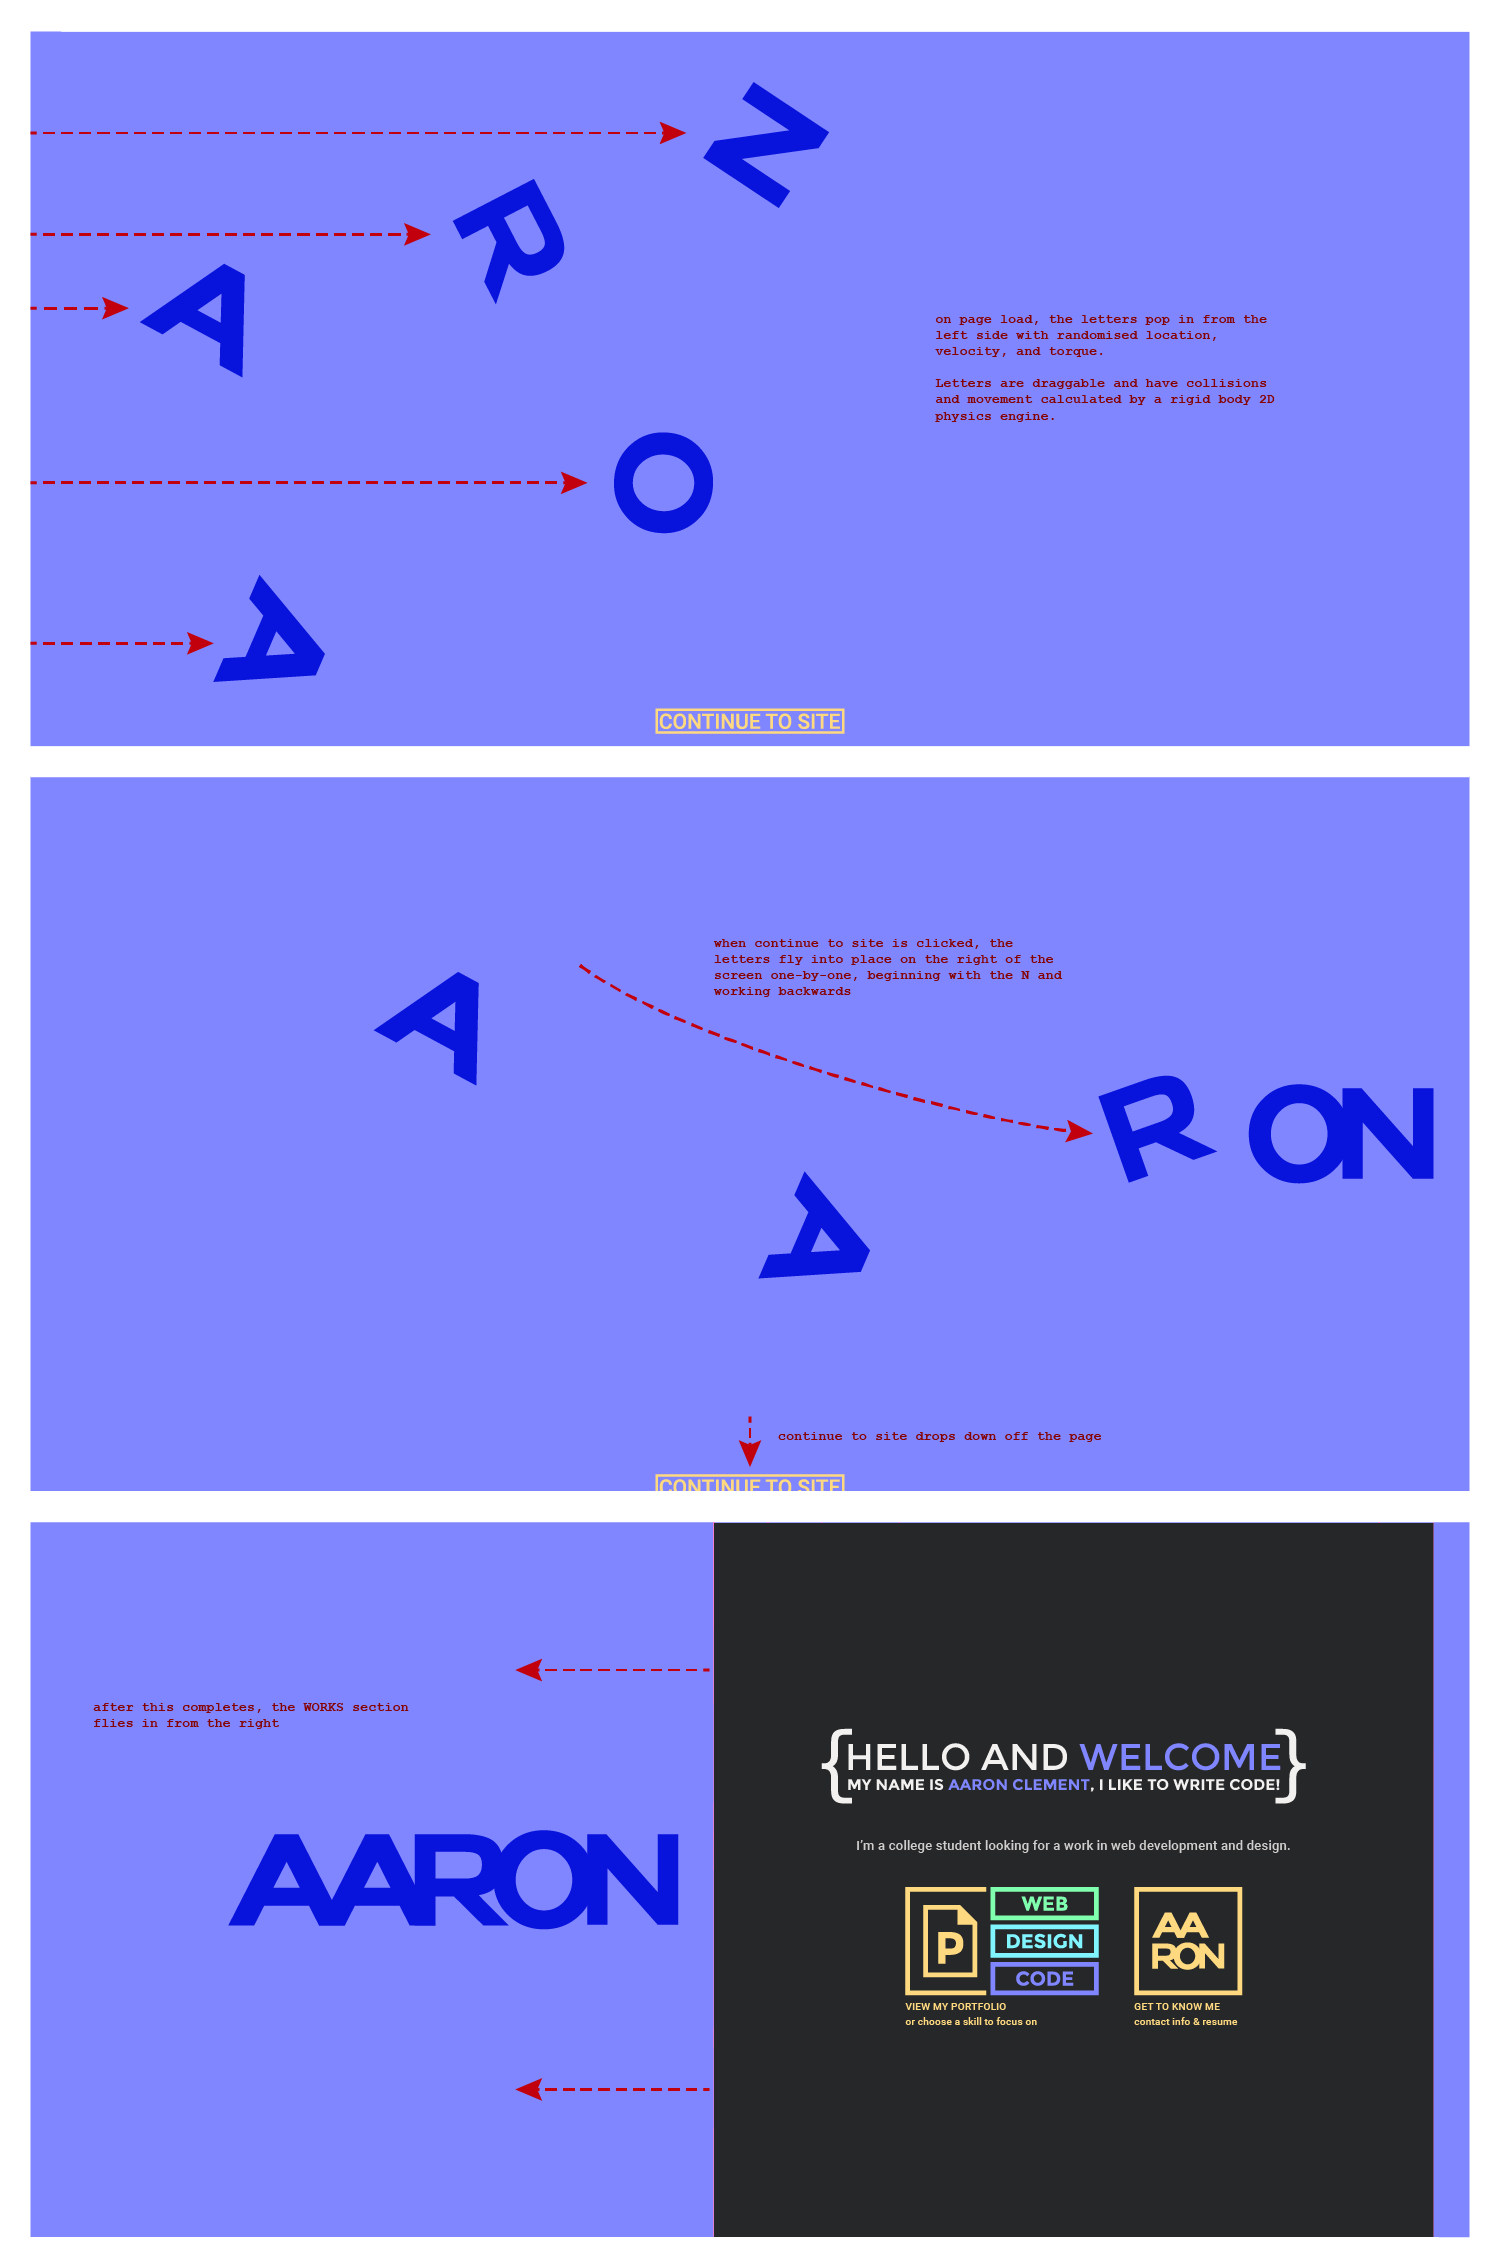 N
R
A
on page load, the letters pop in from the
left side with randomised location,
velocity, and torque.
Letters are draggable and have collisions
and movement calculated by a rigid body 2D
physics engine.
O
A
CONTINUE TO SITE
when continue to site is clicked, the
letters fly into place on the right of the
screen one-by-one, beginning with the N and
working backwards
A
R ON
A
continue to site drops down off the page
CONTINUE TO SITE
after this completes, the WORKS section
flies in from the right
AARON
{HELLO AND WELCOME}
MY NAME IS AARON CLEMENT, I LIKE TO WRITE CODE!
I'm a college student looking for a work in web development and design.
P
WEB
DESIGN
CODE
VIEW MY PORTFOLIO
or choose a skill to focus on
AA
RON
GET TO KNOW ME
contact info & resume